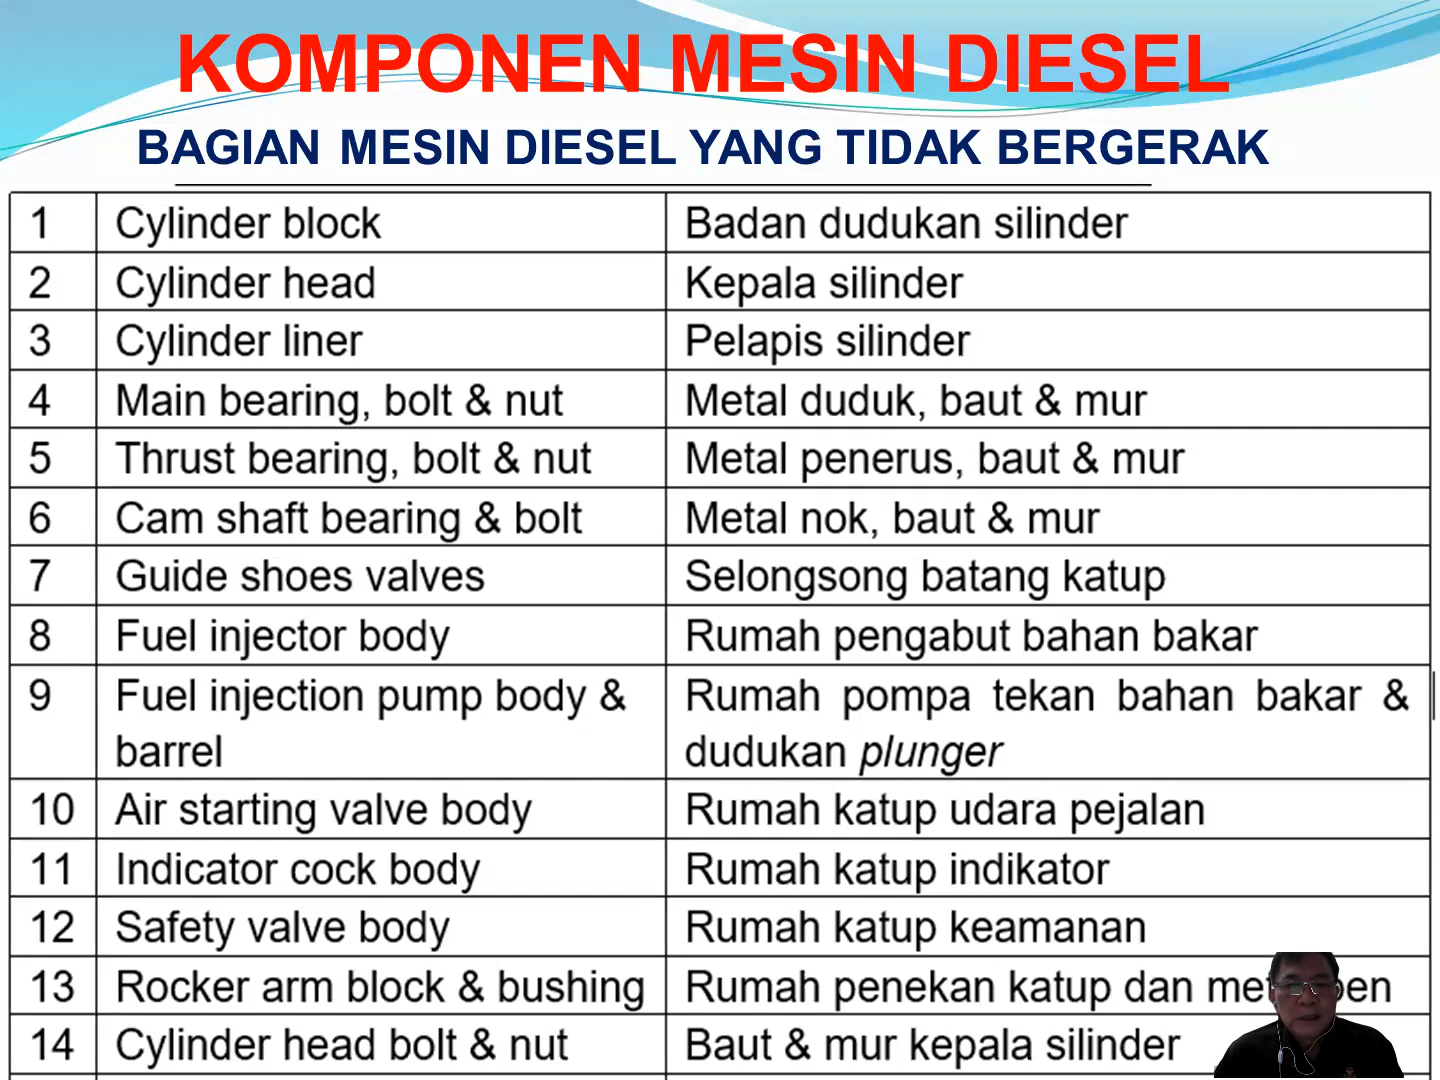 KOMPONEN MESIN DIESEL
BAGIAN MESIN DIESEL YANG TIDAK BERGERAK
1 Cylinder block Badan dudukan silinder
2 Cylinder head Kepala silinder
3 Cylinder liner Pelapis silinder
4 Main bearing, bolt & nut Metal duduk, baut & mur
5 Thrust bearing, bolt & nut Metal penerus, baut & mur
6 Cam shaft bearing & bolt Metal nok, baut & mur
7 Guide shoes valves Selongsong batang katup
8 Fuel injector body Rumah pengabut bahan bakar
9 Fuel injection pump body & Rumah pompa tekan bahan bakar &
barrel dudukan plunger
10 Air starting valve body Rumah katup udara pejalan
11 Indicator cock body Rumah katup indikator
12 Safety valve body Rumah katup keamanan
13 Rocker arm block & bushing Rumah penekan katup dan
14 Cylinder head bolt & nut Baut & mur kepala silinder